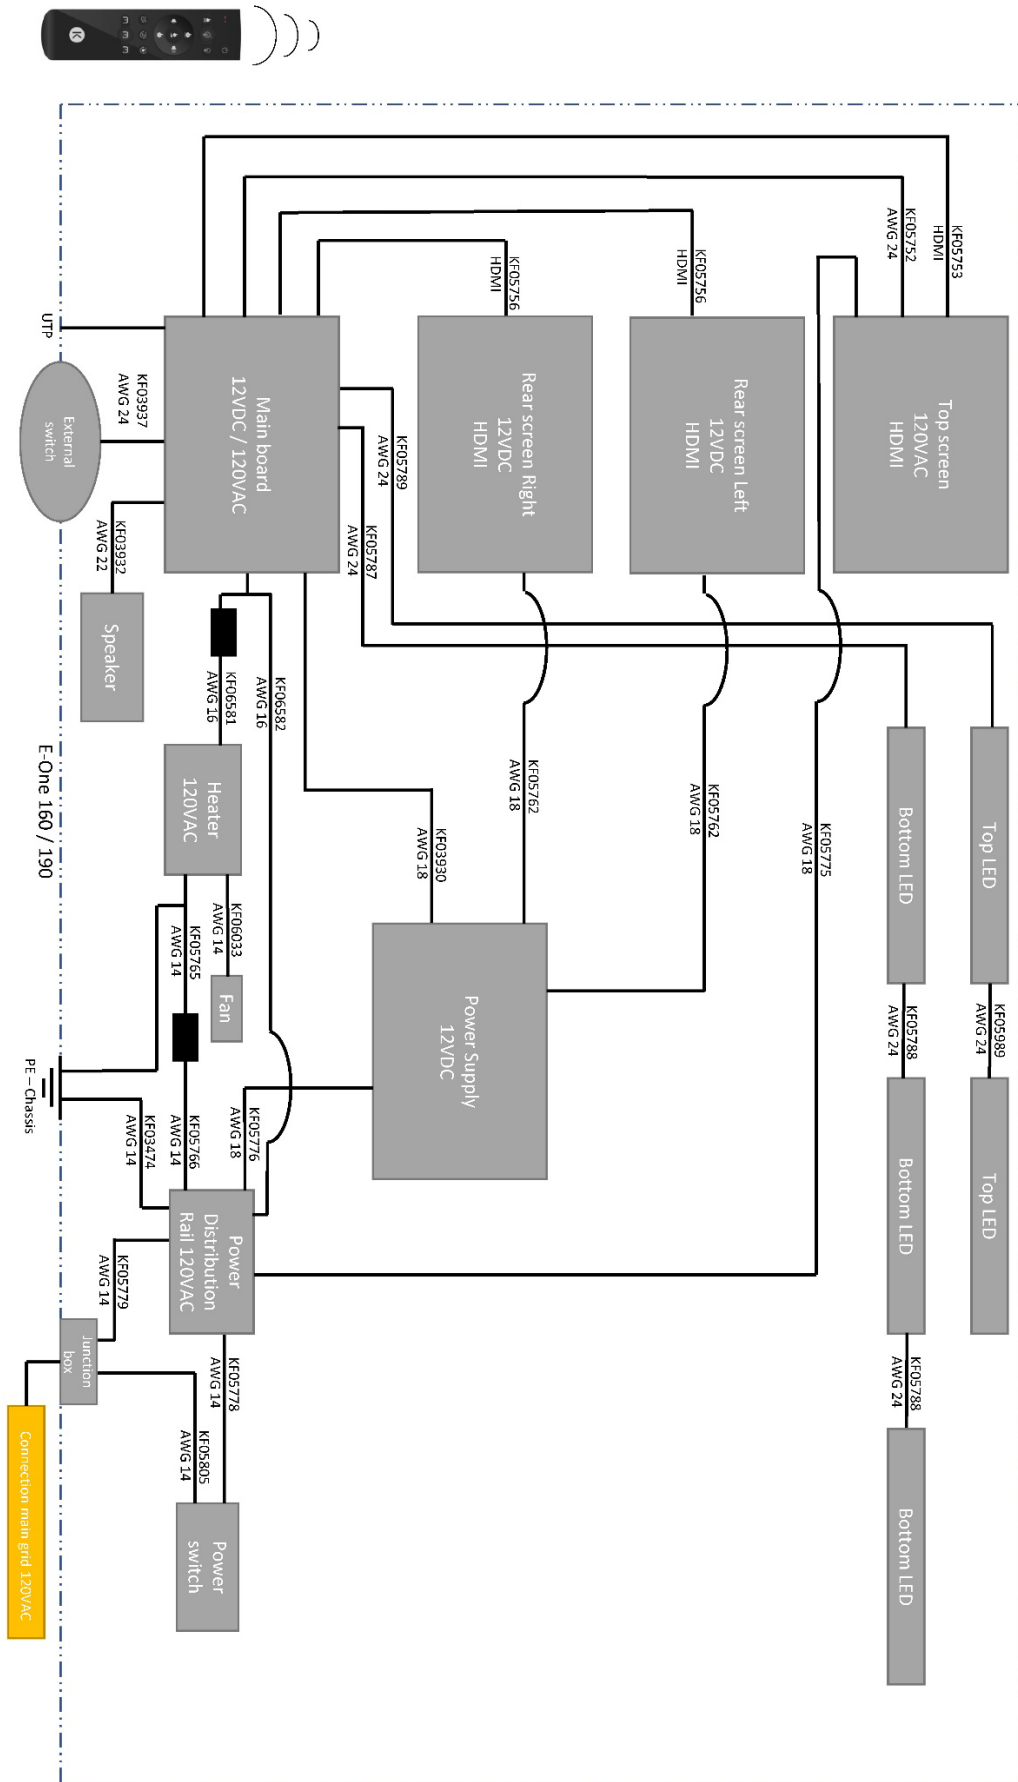 K
KF05753
HDMI
KF05752
AWG 24
KF05756
HDMI
KF05756
HDMI
Top screen
120VAC
HDMI
Rear screen Left
12VDC
HDMI
Rear screen Right
12VDC
HDMI
Main board
12VDC / 120VAC
UTP
External
switch
KF03937
AWG 24
KF03932
AWG 22
Speaker
KF05789
AWG 24
KF05787
AWG 24
KF06582
AWG 16
KF06581
AWG 16
Heater
120VAC
KF06033
AWG 14
Fan
KF05765
AWG 14
KF05766
AWG 14
KF03474
AWG 14
PE – Chassis
E-One 160 / 190
KF03930
AWG 18
KF05762
AWG 18
KF05762
AWG 18
KF05775
AWG 18
Power Supply
12VDC
KF05776
AWG 18
Power
Distribution
Rail 120VAC
KF05779
AWG 14
Junction
box
Connection main grid 120VAC
KF05778
AWG 14
KF05805
AWG 14
Power
switch
Top LED
KF05989
AWG 24
Top LED
Bottom LED
KF05788
AWG 24
Bottom LED
KF05788
AWG 24
Bottom LED